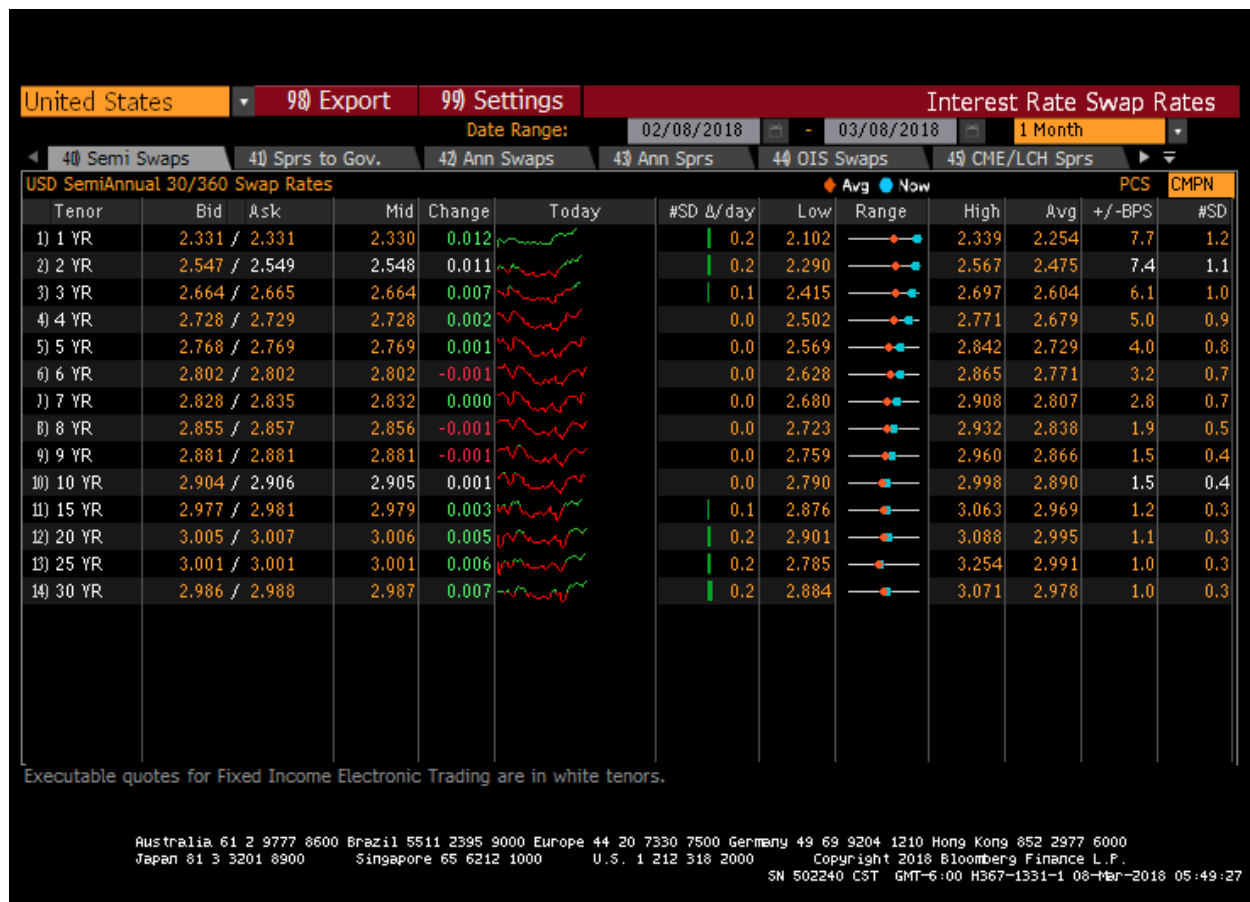 United States 98) Export 99) Settings Interest Rate Swap Rates
Date Range: 02/08/2018 - 03/08/2018 1 Month
40) Semi Swaps 41) Sprs to Gov. 42) Ann Swaps 43) Ann Sprs 44) OIS Swaps 45) CME/LCH Sprs
USD SemiAnnual 30/360 Swap Rates Avg Now PCS CMPN
Tenor Bid Ask Mid Change Today #SD Δ/day Low Range High Avg +/-BPS #SD
1) 1 YR 2.331 / 2.331 2.330 0.012 0.2 2.102 2.339 2.254 7.7 1.2
2) 2 YR 2.547 / 2.549 2.548 0.011 0.2 2.290 2.567 2.475 7.4 1.1
3) 3 YR 2.664 / 2.665 2.664 0.007 0.1 2.415 2.697 2.604 6.1 1.0
4) 4 YR 2.728 / 2.729 2.728 0.002 0.0 2.502 2.771 2.679 5.0 0.9
5) 5 YR 2.768 / 2.769 2.769 0.001 0.0 2.569 2.842 2.729 4.0 0.8
6) 6 YR 2.802 / 2.802 2.802 -0.001 0.0 2.628 2.865 2.771 3.2 0.7
7) 7 YR 2.828 / 2.835 2.832 0.000 0.0 2.680 2.908 2.807 2.8 0.7
8) 8 YR 2.855 / 2.857 2.856 -0.001 0.0 2.723 2.932 2.838 1.9 0.5
9) 9 YR 2.881 / 2.881 2.881 -0.001 0.0 2.759 2.960 2.866 1.5 0.4
10) 10 YR 2.904 / 2.906 2.905 0.001 0.0 2.790 2.998 2.890 1.5 0.4
11) 15 YR 2.977 / 2.981 2.979 0.003 0.1 2.876 3.063 2.969 1.2 0.3
12) 20 YR 3.005 / 3.007 3.006 0.005 0.2 2.901 3.088 2.995 1.1 0.3
13) 25 YR 3.001 / 3.001 3.001 0.006 0.2 2.785 3.254 2.991 1.0 0.3
14) 30 YR 2.986 / 2.988 2.987 0.007 0.2 2.884 3.071 2.978 1.0 0.3
Executable quotes for Fixed Income Electronic Trading are in white tenors.
Australia 61 2 9777 8600 Brazil 5511 2395 9000 Europe 44 20 7330 7500 Germany 49 69 9204 1210 Hong Kong 852 2977 6000
Japan 81 3 3201 8900 Singapore 65 6212 1000 U.S. 1 212 318 2000 Copyright 2018 Bloomberg Finance L.P.
SN 502240 CST GMT-6:00 H367-1331-1 08-Mar-2018 05:49:27